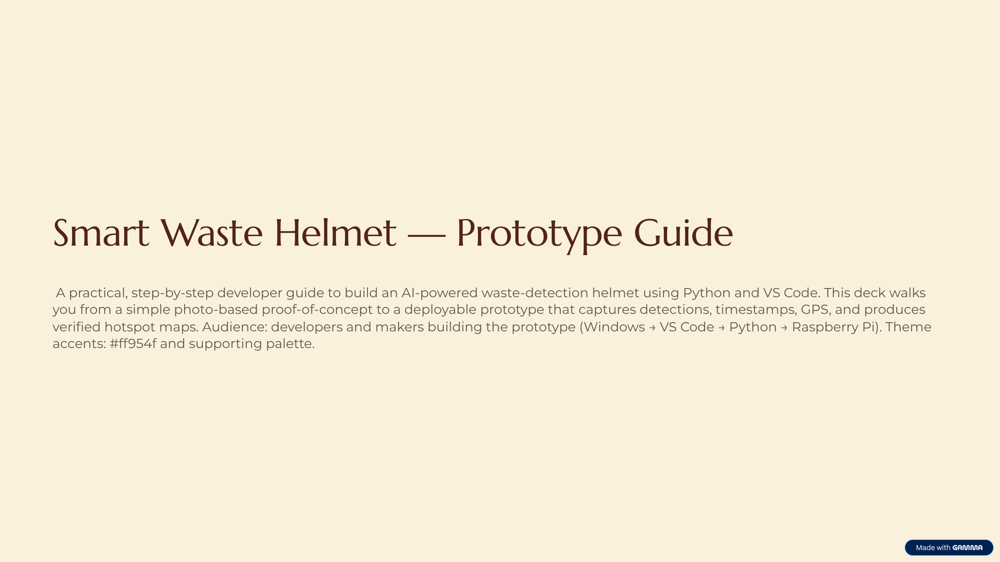 Smart Waste Helmet — Prototype Guide
A practical, step-by-step developer guide to build an AI-powered waste-detection helmet using Python and VS Code. This deck walks
you from a simple photo-based proof-of-concept to a deployable prototype that captures detections, timestamps, GPS, and produces
verified hotspot maps. Audience: developers and makers building the prototype (Windows → VS Code → Python → Raspberry Pi). Theme
accents: #ff954f and supporting palette.
Made with GAMMA